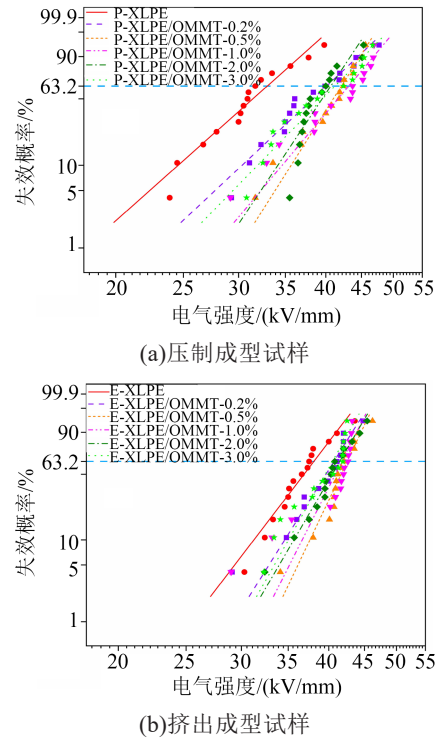 99.9
90
63.2
10
5
1
失效概率/%
P-XLPE
P-XLPE/OMMT-0.2%
P-XLPE/OMMT-0.5%
P-XLPE/OMMT-1.0%
P-XLPE/OMMT-2.0%
P-XLPE/OMMT-3.0%
20 25 30 35 40 45 50 55
电气强度/(kV/mm)
(a)压制成型试样
99.9
90
63.2
10
5
1
失效概率/%
E-XLPE
E-XLPE/OMMT-0.2%
E-XLPE/OMMT-0.5%
E-XLPE/OMMT-1.0%
E-XLPE/OMMT-2.0%
E-XLPE/OMMT-3.0%
20 25 30 35 40 45 50 55
电气强度/(kV/mm)
(b)挤出成型试样